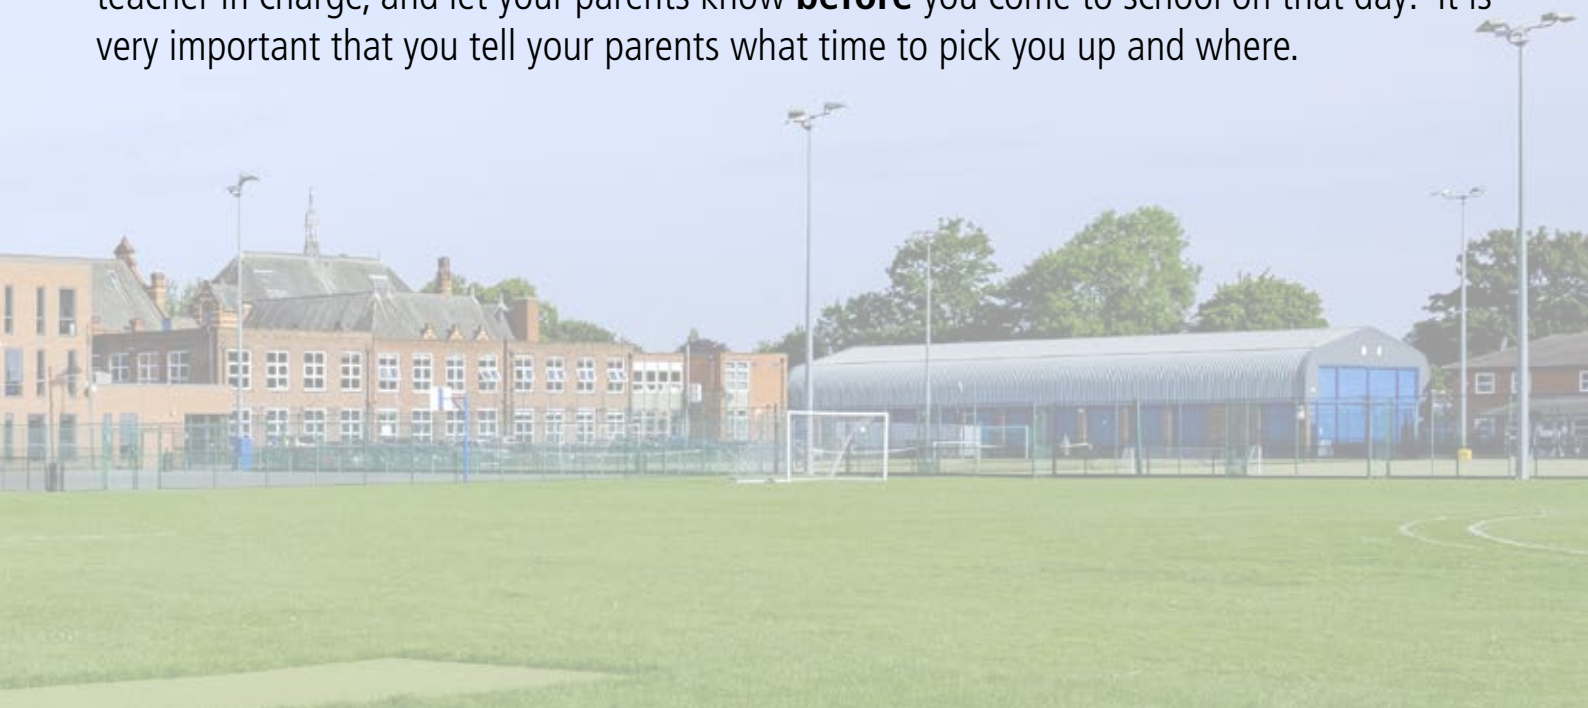 teacher in charge, and let your parents know before you come to school on that day. It is
very important that you tell your parents what time to pick you up and where.